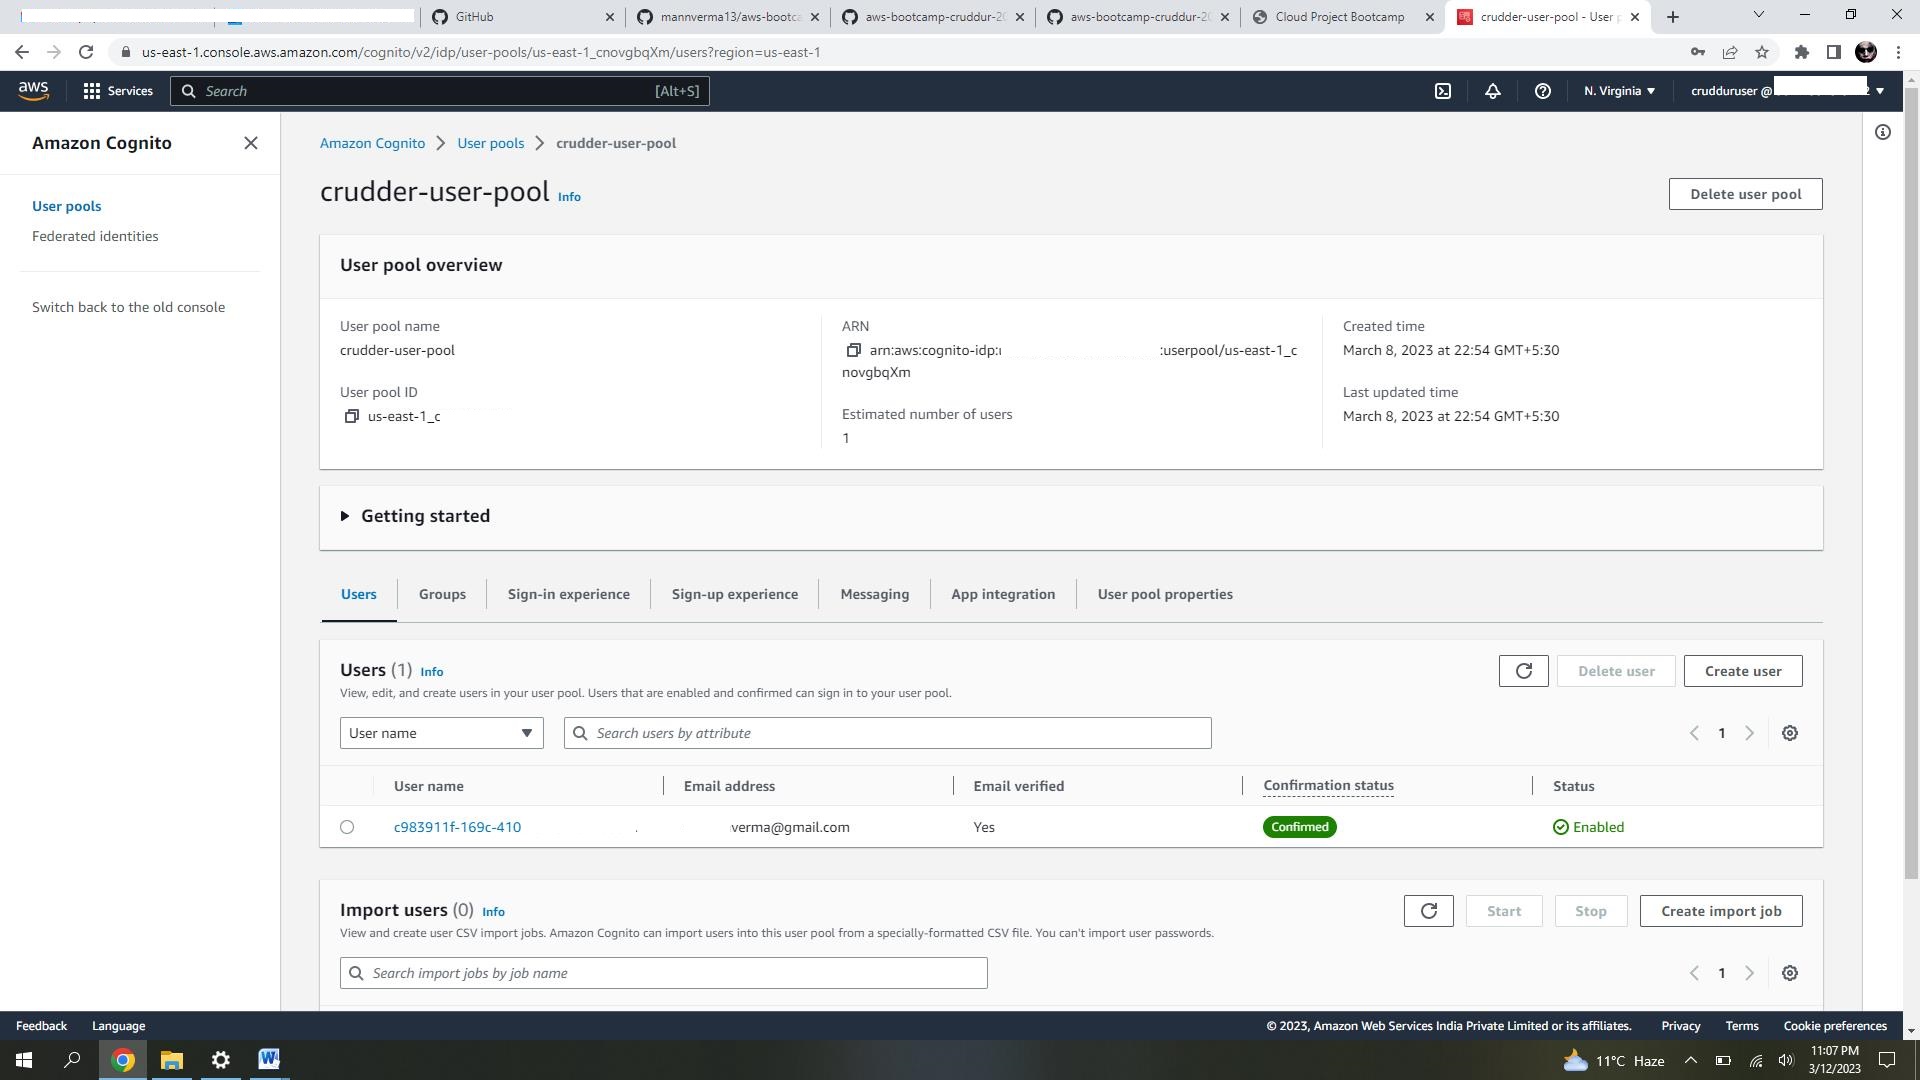 GitHub
mannverma13/aws-bootca
aws-bootcamp-cruddur-20
aws-bootcamp-cruddur-20
Cloud Project Bootcamp
crudder-user-pool - User p
us-east-1.console.aws.amazon.com/cognito/v2/idp/user-pools/us-east-1_cnovgbqXm/users?region=us-east-1
aws
Services
Search
[Alt+S]
N. Virginia
crudduruser @
Amazon Cognito
User pools
Federated identities
Switch back to the old console
Amazon Cognito
User pools
crudder-user-pool
crudder-user-pool Info
Delete user pool
User pool overview
User pool name
crudder-user-pool
User pool ID
us-east-1_c
ARN
arn:aws:cognito-idp: :userpool/us-east-1_c
novgbqXm
Estimated number of users
1
Created time
March 8, 2023 at 22:54 GMT+5:30
Last updated time
March 8, 2023 at 22:54 GMT+5:30
Getting started
Users
Groups
Sign-in experience
Sign-up experience
Messaging
App integration
User pool properties
Users (1) Info
View, edit, and create users in your user pool. Users that are enabled and confirmed can sign in to your user pool.
Delete user
Create user
User name
Search users by attribute
1
User name
Email address
Email verified
Confirmation status
Status
c983911f-169c-410
verma@gmail.com
Yes
Confirmed
Enabled
Import users (0) Info
View and create user CSV import jobs. Amazon Cognito can import users into this user pool from a specially-formatted CSV file. You can't import user passwords.
Start
Stop
Create import job
Search import jobs by job name
1
Feedback
Language
© 2023, Amazon Web Services India Private Limited or its affiliates.
Privacy
Terms
Cookie preferences
11°C Haze
11:07 PM
3/12/2023